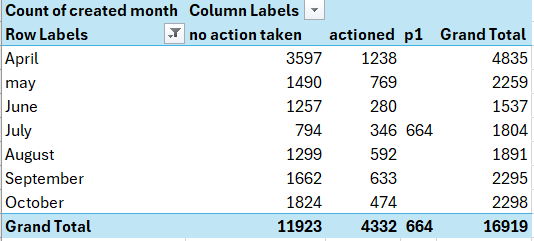 Count of created month Column Labels
Row Labels no action taken actioned p1 Grand Total
April 3597 1238 4835
may 1490 769 2259
June 1257 280 1537
July 794 346 664 1804
August 1299 592 1891
September 1662 633 2295
October 1824 474 2298
Grand Total 11923 4332 664 16919